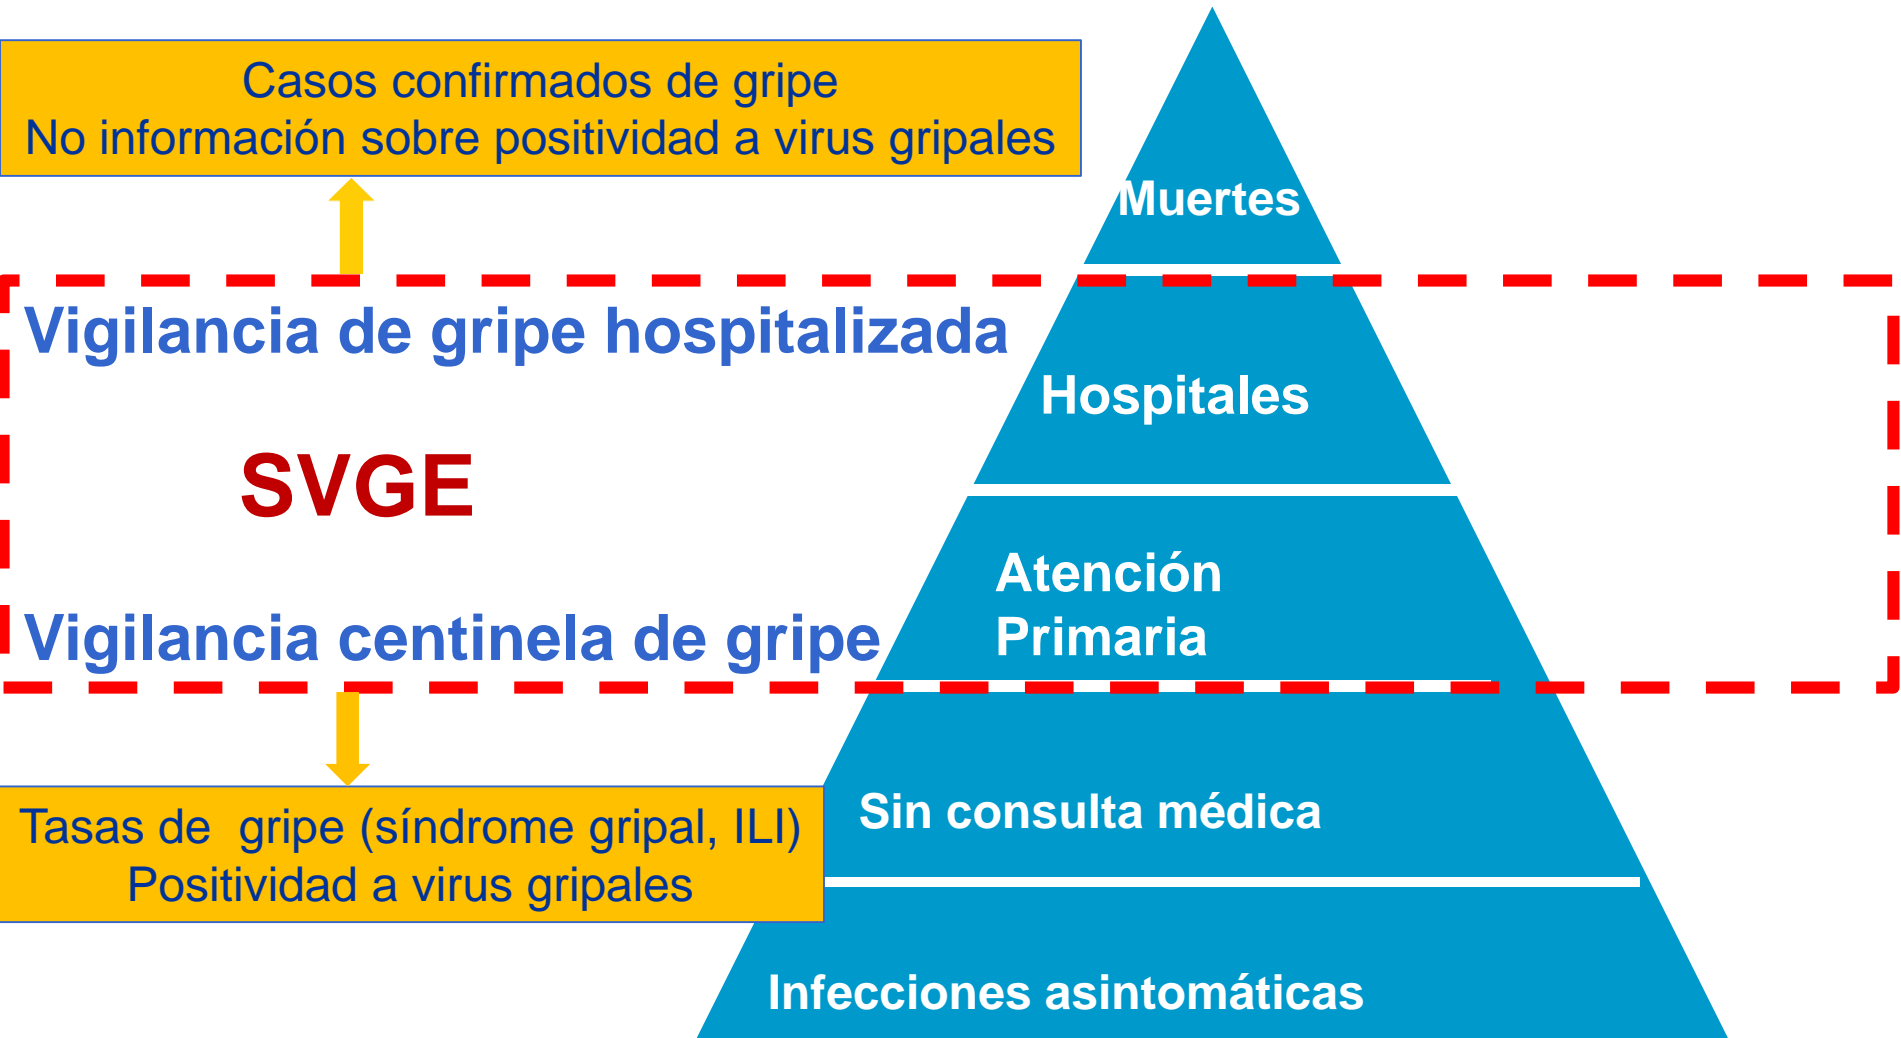 Casos confirmados de gripe
No información sobre positividad a virus gripales
Muertes
Vigilancia de gripe hospitalizada
Hospitales
SVGE
Atención
Primaria
Vigilancia centinela de gripe
Sin consulta médica
Tasas de  gripe (síndrome gripal, ILI)
Positividad a virus gripales
Infecciones asintomáticas